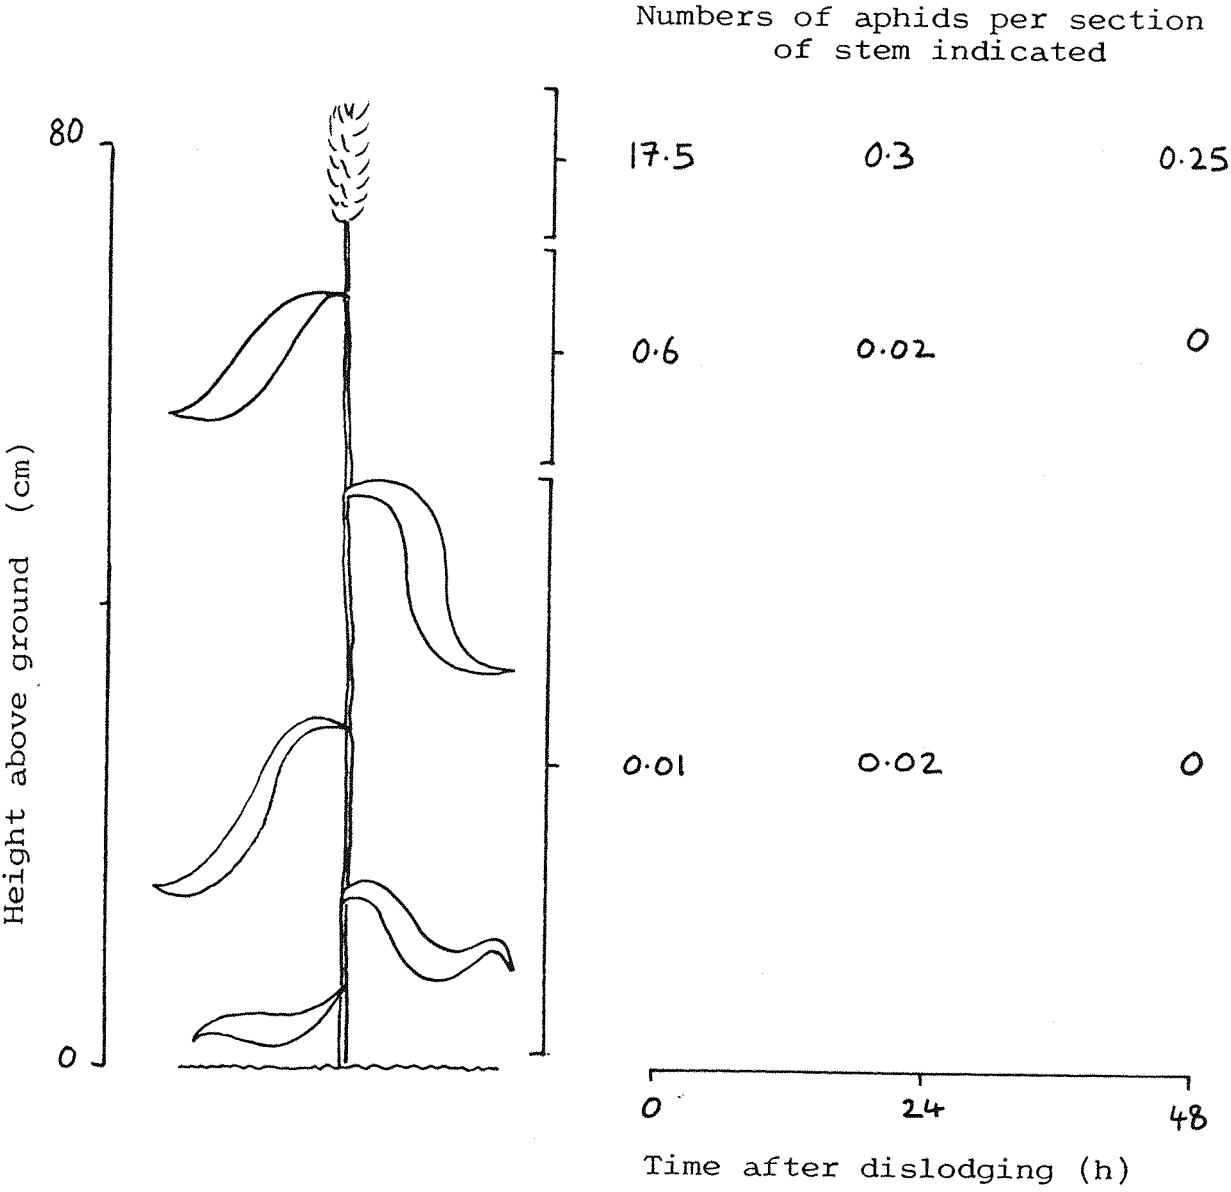 Numbers of aphids per section
of stem indicated
80
17.5 0.3 0.25
0.6 0.02 0
Height above ground (cm)
0.01 0.02 0
0
0 24 48
Time after dislodging (h)